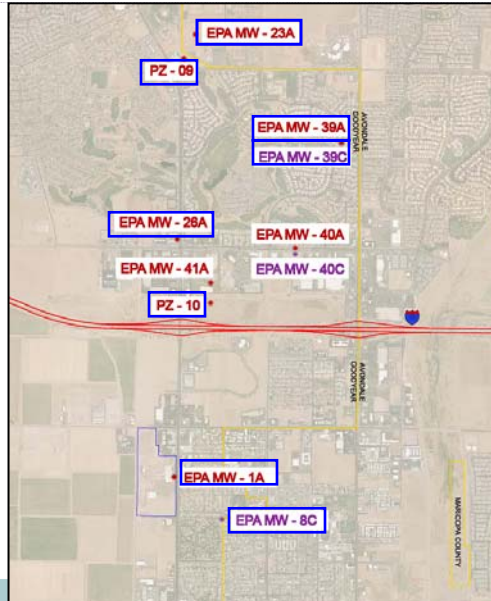 EPA MW - 23A
PZ - 09
EPA MW - 39A
EPA MW - 39C
AVONDALE
GOODYEAR
EPA MW - 26A
EPA MW - 40A
EPA MW - 40C
EPA MW - 41A
PZ - 10
AVONDALE
GOODYEAR
EPA MW - 1A
EPA MW - 8C
MARICOPA COUNTY